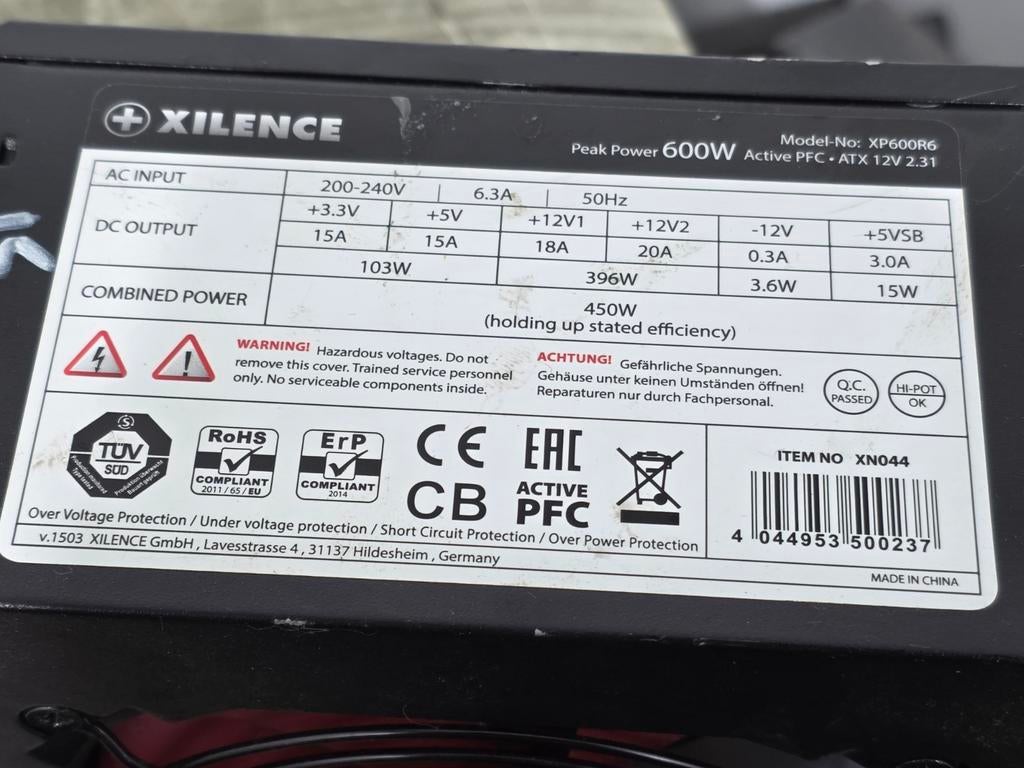 XILENCE
Model-No: XP600R6
Peak Power 600W Active PFC • ATX 12V 2.31
AC INPUT 200-240V 6.3A 50Hz
DC OUTPUT +3.3V +5V +12V1 +12V2 -12V +5VSB
15A 15A 18A 20A 0.3A 3.0A
103W 396W 3.6W 15W
COMBINED POWER 450W
(holding up stated efficiency)
WARNING! Hazardous voltages. Do not
remove this cover. Trained service personnel
only. No serviceable components inside.
ACHTUNG! Gefährliche Spannungen.
Gehäuse unter keinen Umständen öffnen!
Reparaturen nur durch Fachpersonal.
Q.C.
PASSED
HI-POT
OK
TÜV
SÜD
RoHS
COMPLIANT
2011 / 65 / EU
ErP
COMPLIANT
2014
CE
CB
EAC
ACTIVE
PFC
ITEM NO XN044
4 044953 500237
Over Voltage Protection / Under voltage protection / Short Circuit Protection / Over Power Protection
v.1503 XILENCE GmbH , Lavesstrasse 4 , 31137 Hildesheim , Germany
MADE IN CHINA